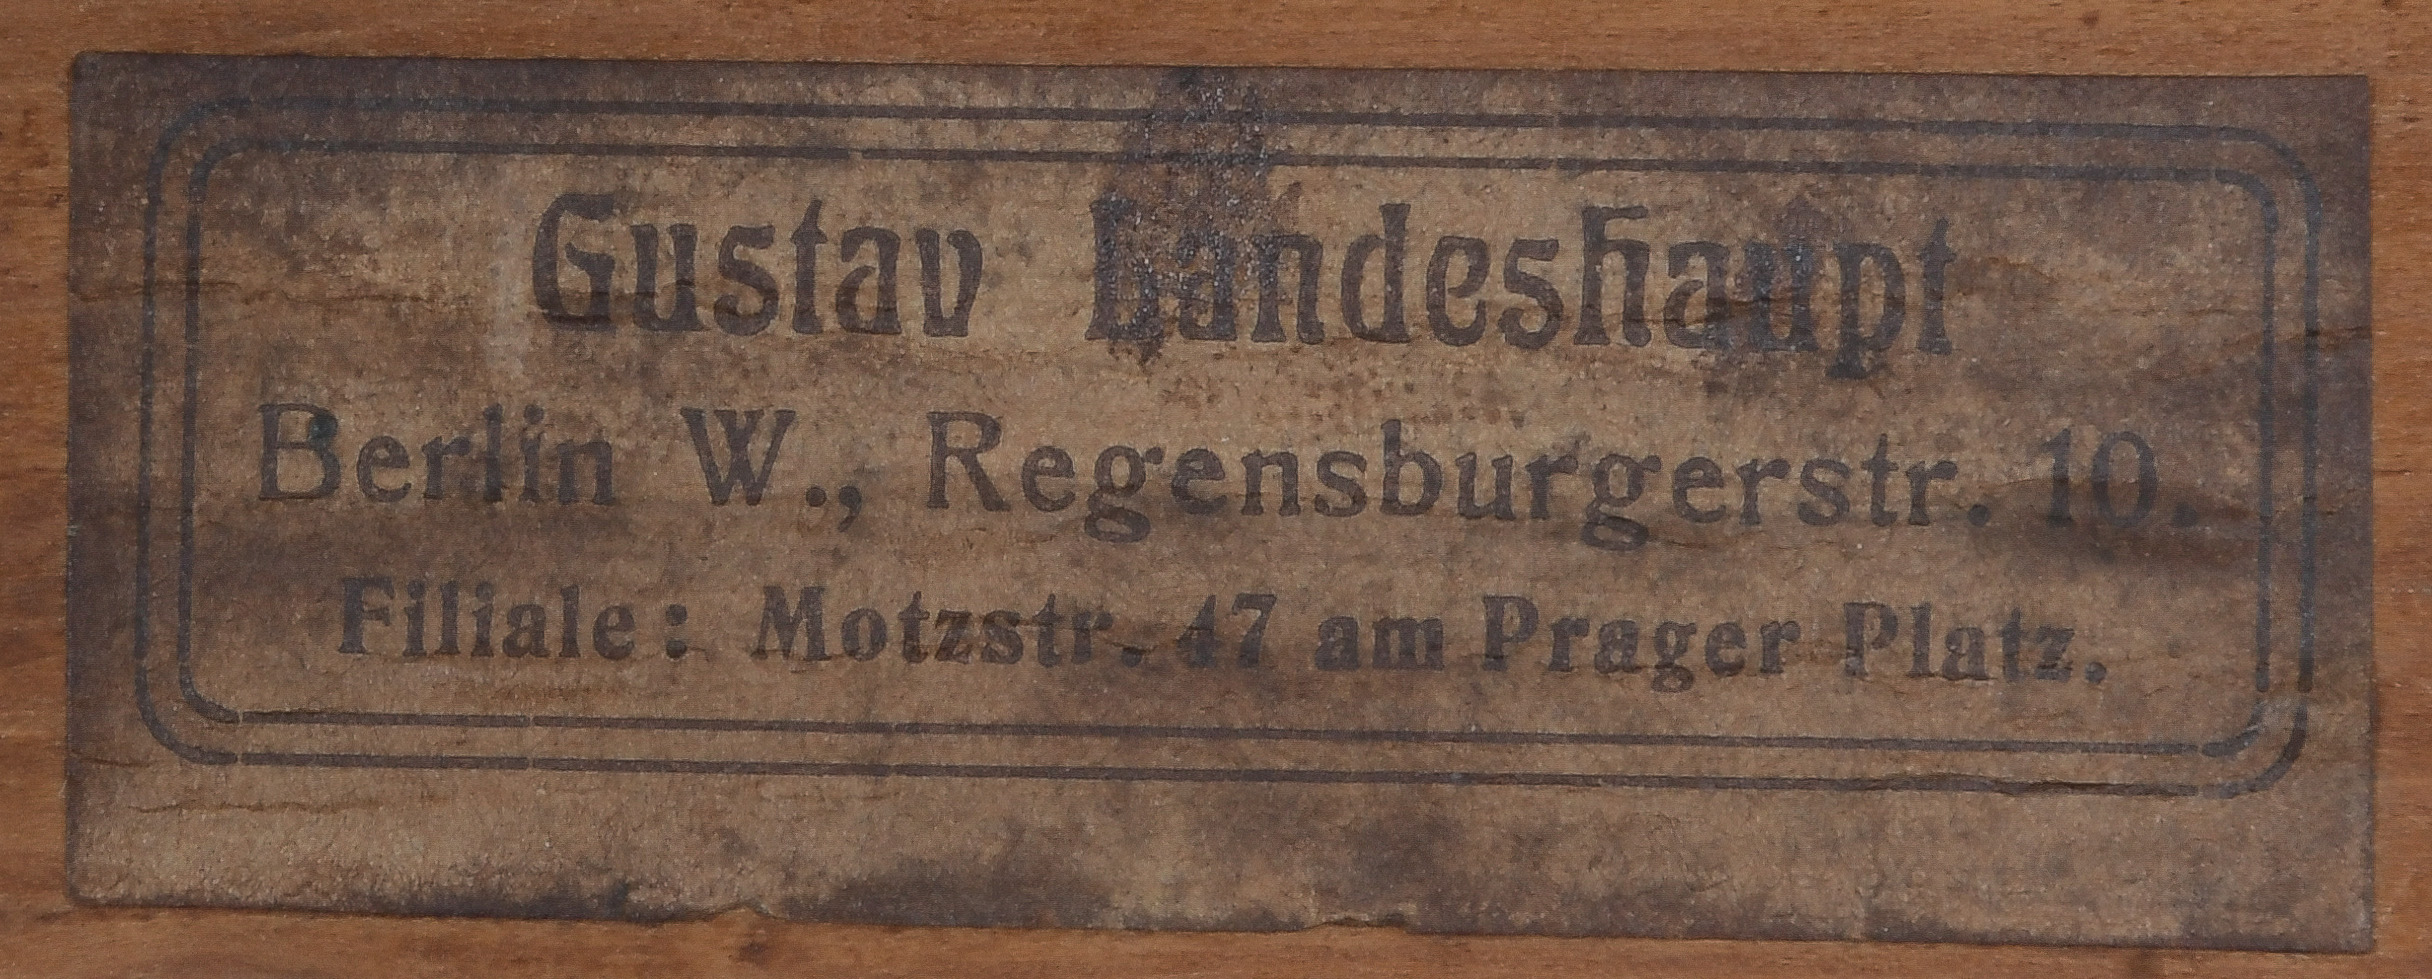 Gustav Landeshaupt
Berlin W., Regensburgerstr. 10.
Filiale: Motzstr. 47 am Prager Platz.